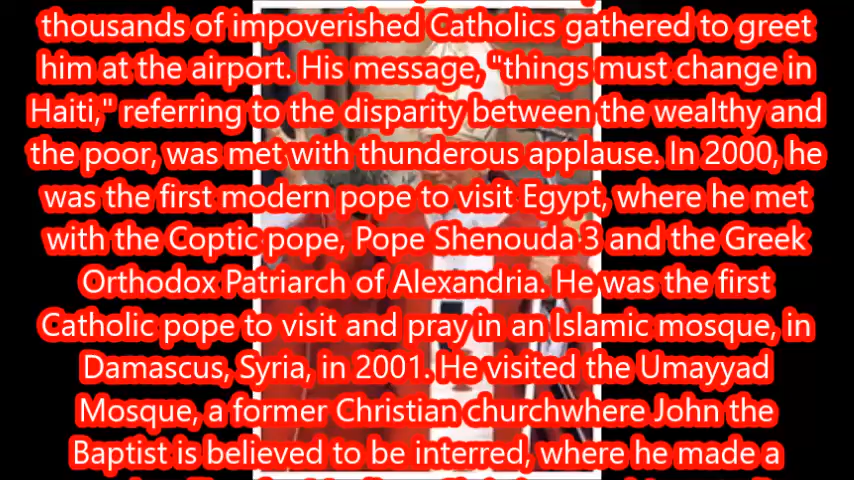 thousands of impoverished Catholics gathered to greet
him at the airport. His message, "things must change in
Haiti," referring to the disparity between the wealthy and
the poor, was met with thunderous applause. In 2000, he
was the first modern pope to visit Egypt, where he met
with the Coptic pope, Pope Shenouda 3 and the Greek
Orthodox Patriarch of Alexandria. He was the first
Catholic pope to visit and pray in an Islamic mosque, in
Damascus, Syria, in 2001. He visited the Umayyad
Mosque, a former Christian churchwhere John the
Baptist is believed to be interred, where he made a